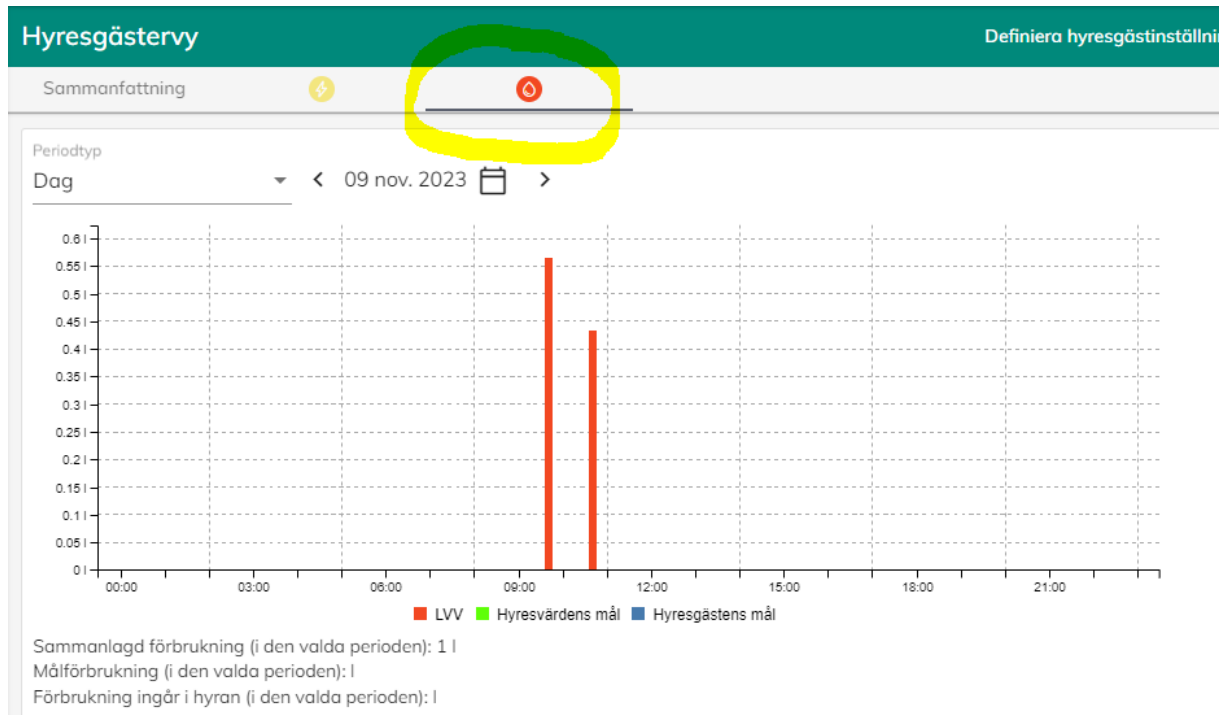 Hyresgästervy
Definiera hyresgästinställni
Sammanfattning
Periodtyp
Dag
09 nov. 2023
0.6 l
0.55 l
0.5 l
0.45 l
0.4 l
0.35 l
0.3 l
0.25 l
0.2 l
0.15 l
0.1 l
0.05 l
0 l
00:00 03:00 06:00 09:00 12:00 15:00 18:00 21:00
LVV Hyresvärdens mål Hyresgästens mål
Sammanlagd förbrukning (i den valda perioden): 1 l
Målförbrukning (i den valda perioden): l
Förbrukning ingår i hyran (i den valda perioden): l